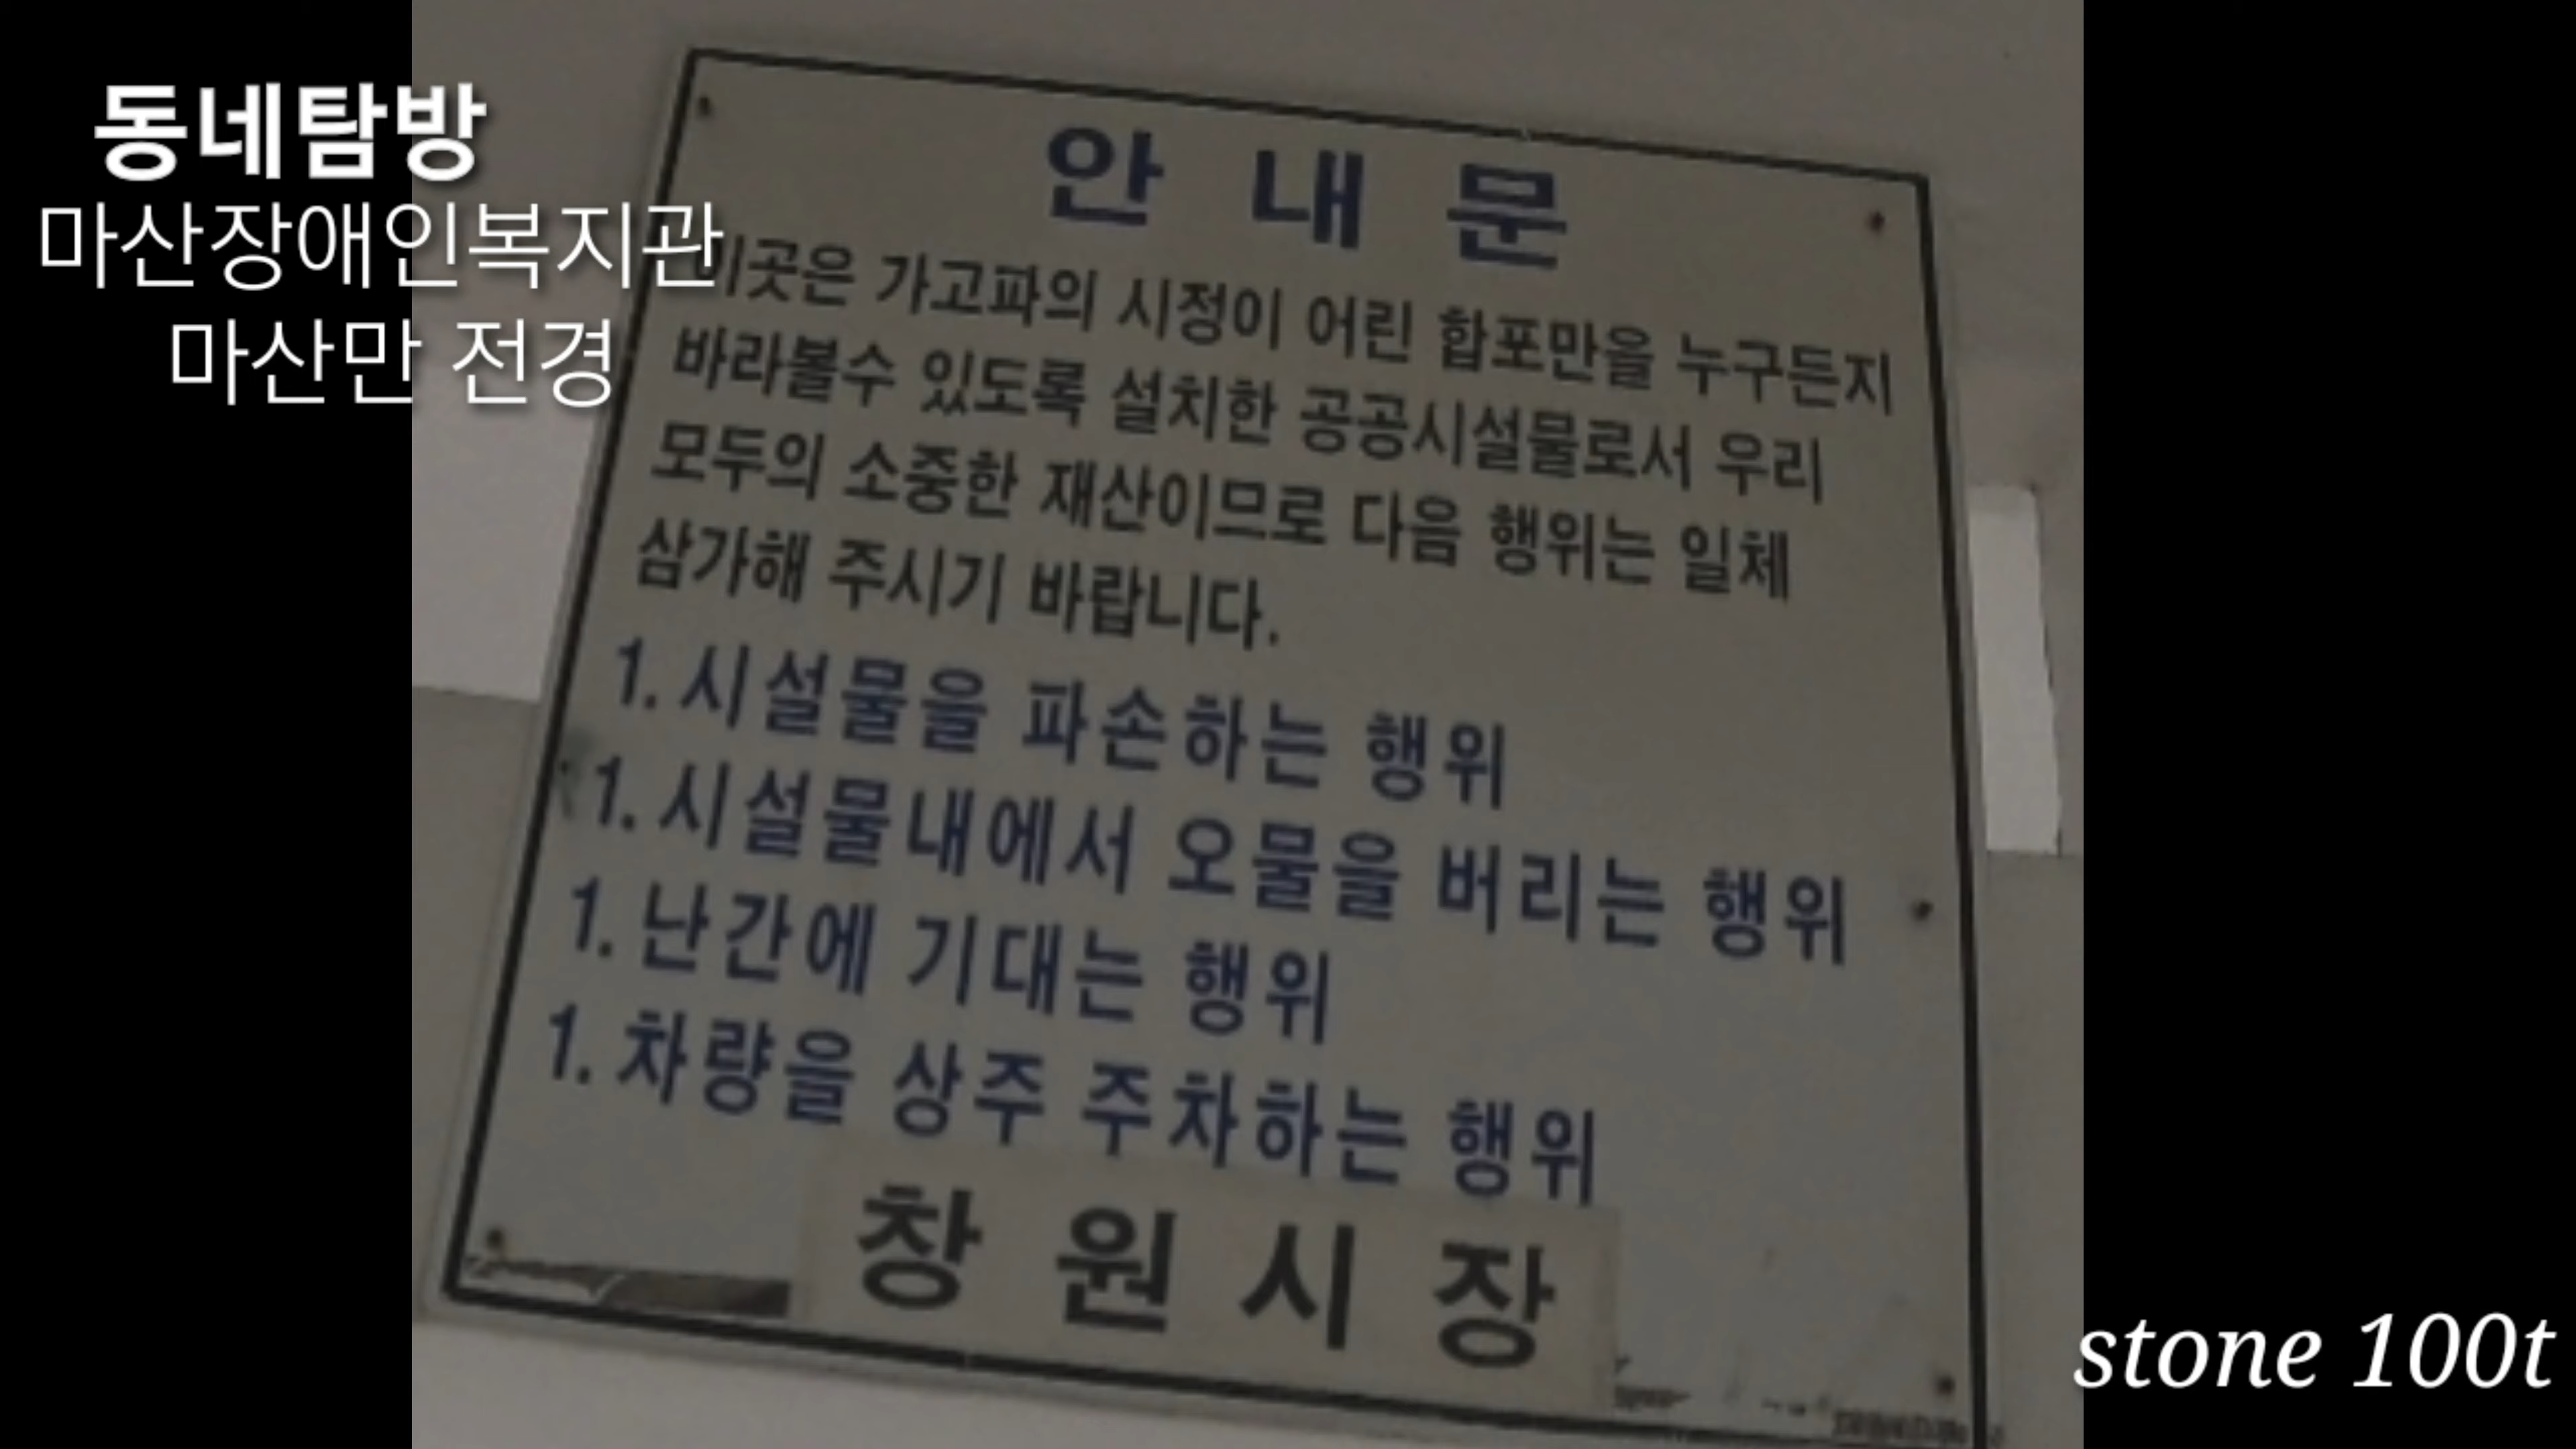 동네탐방
마산장애인복지관
마산만 전경
안내문
이곳은 가고파의 시정이 어린 합포만을 누구든지
바라볼수 있도록 설치한 공공시설물로서 우리
모두의 소중한 재산이므로 다음 행위는 일체
삼가해 주시기 바랍니다.
1. 시설물을 파손하는 행위
1. 시설물내에서 오물을 버리는 행위
1. 난간에 기대는 행위
1. 차량을 상주 주차하는 행위
창원시장
stone 100t